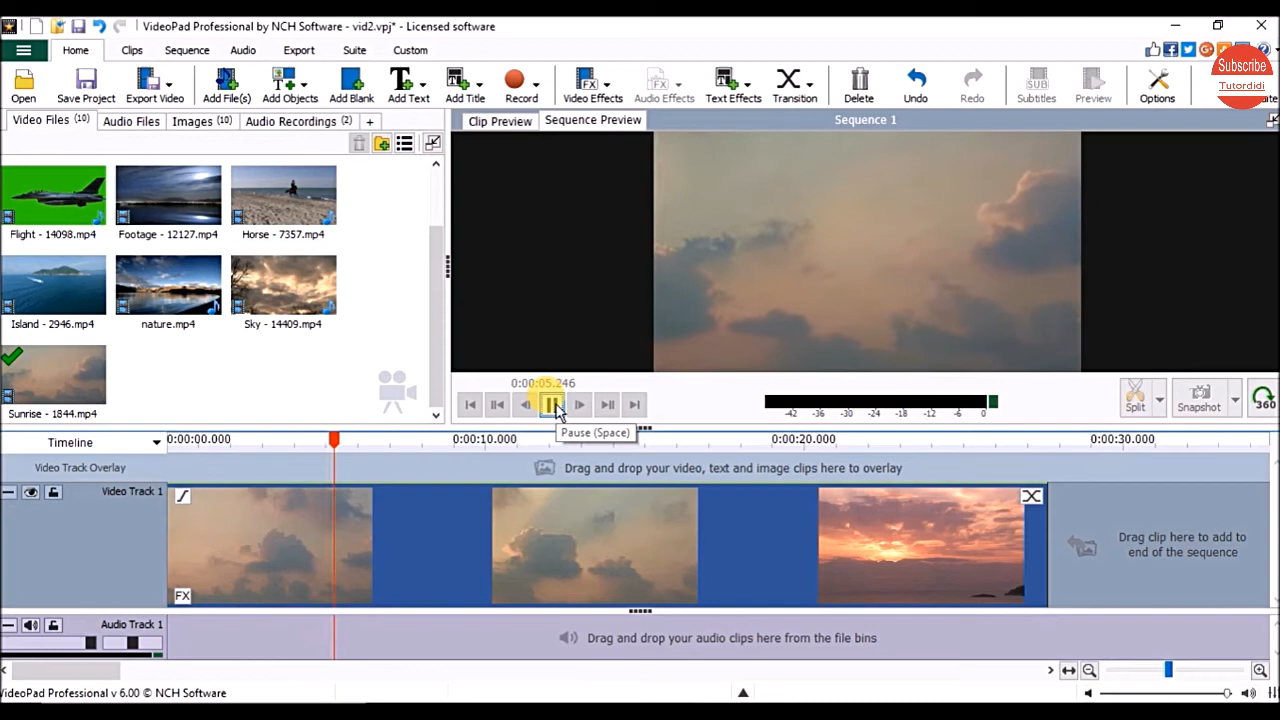 VideoPad Professional by NCH Software - vid2.vpj* - Licensed software
Home Clips Sequence Audio Export Suite Custom
Subscribe
Tutordidi
Open Save Project Export Video Add File(s) Add Objects Add Blank Add Text Add Title Record Video Effects Audio Effects Text Effects Transition Delete Undo Redo Subtitles Preview Options
FX FX SUB
Video Files (10) Audio Files Images (10) Audio Recordings (2) +
Clip Preview Sequence Preview Sequence 1
Flight - 14098.mp4 Footage - 12127.mp4 Horse - 7357.mp4
Island - 2946.mp4 nature.mp4 Sky - 14409.mp4
Sunrise - 1844.mp4
0:00:05.246
-42 -36 -30 -24 -18 -12 -6 0
Split Snapshot 360
Pause (Space)
Timeline 0:00:00.000 0:00:10.000 0:00:20.000 0:00:30.000
Video Track Overlay Drag and drop your video, text and image clips here to overlay
Video Track 1
Drag clip here to add to
end of the sequence
FX
Audio Track 1
Drag and drop your audio clips here from the file bins
VideoPad Professional v 6.00 © NCH Software